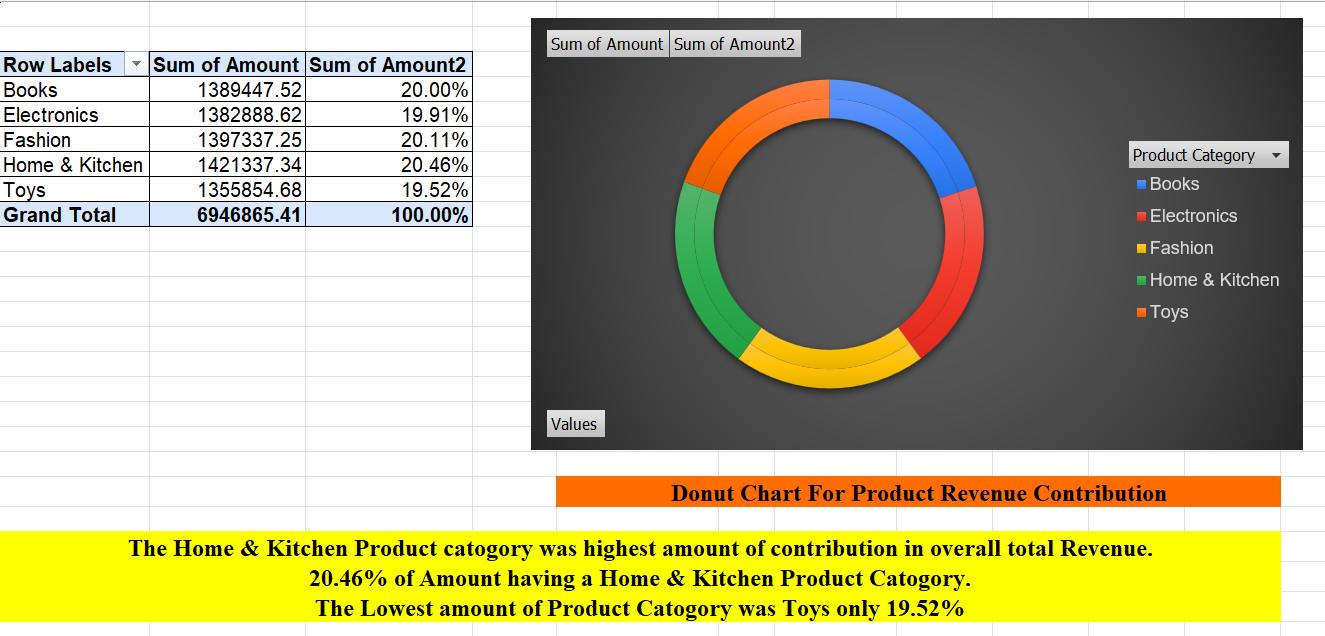 Row Labels Sum of Amount Sum of Amount2
Books 1389447.52 20.00%
Electronics 1382888.62 19.91%
Fashion 1397337.25 20.11%
Home & Kitchen 1421337.34 20.46%
Toys 1355854.68 19.52%
Grand Total 6946865.41 100.00%
Sum of Amount Sum of Amount2
Product Category
Books
Electronics
Fashion
Home & Kitchen
Toys
Values
Donut Chart For Product Revenue Contribution
The Home & Kitchen Product catogory was highest amount of contribution in overall total Revenue.
20.46% of Amount having a Home & Kitchen Product Catogory.
The Lowest amount of Product Catogory was Toys only 19.52%